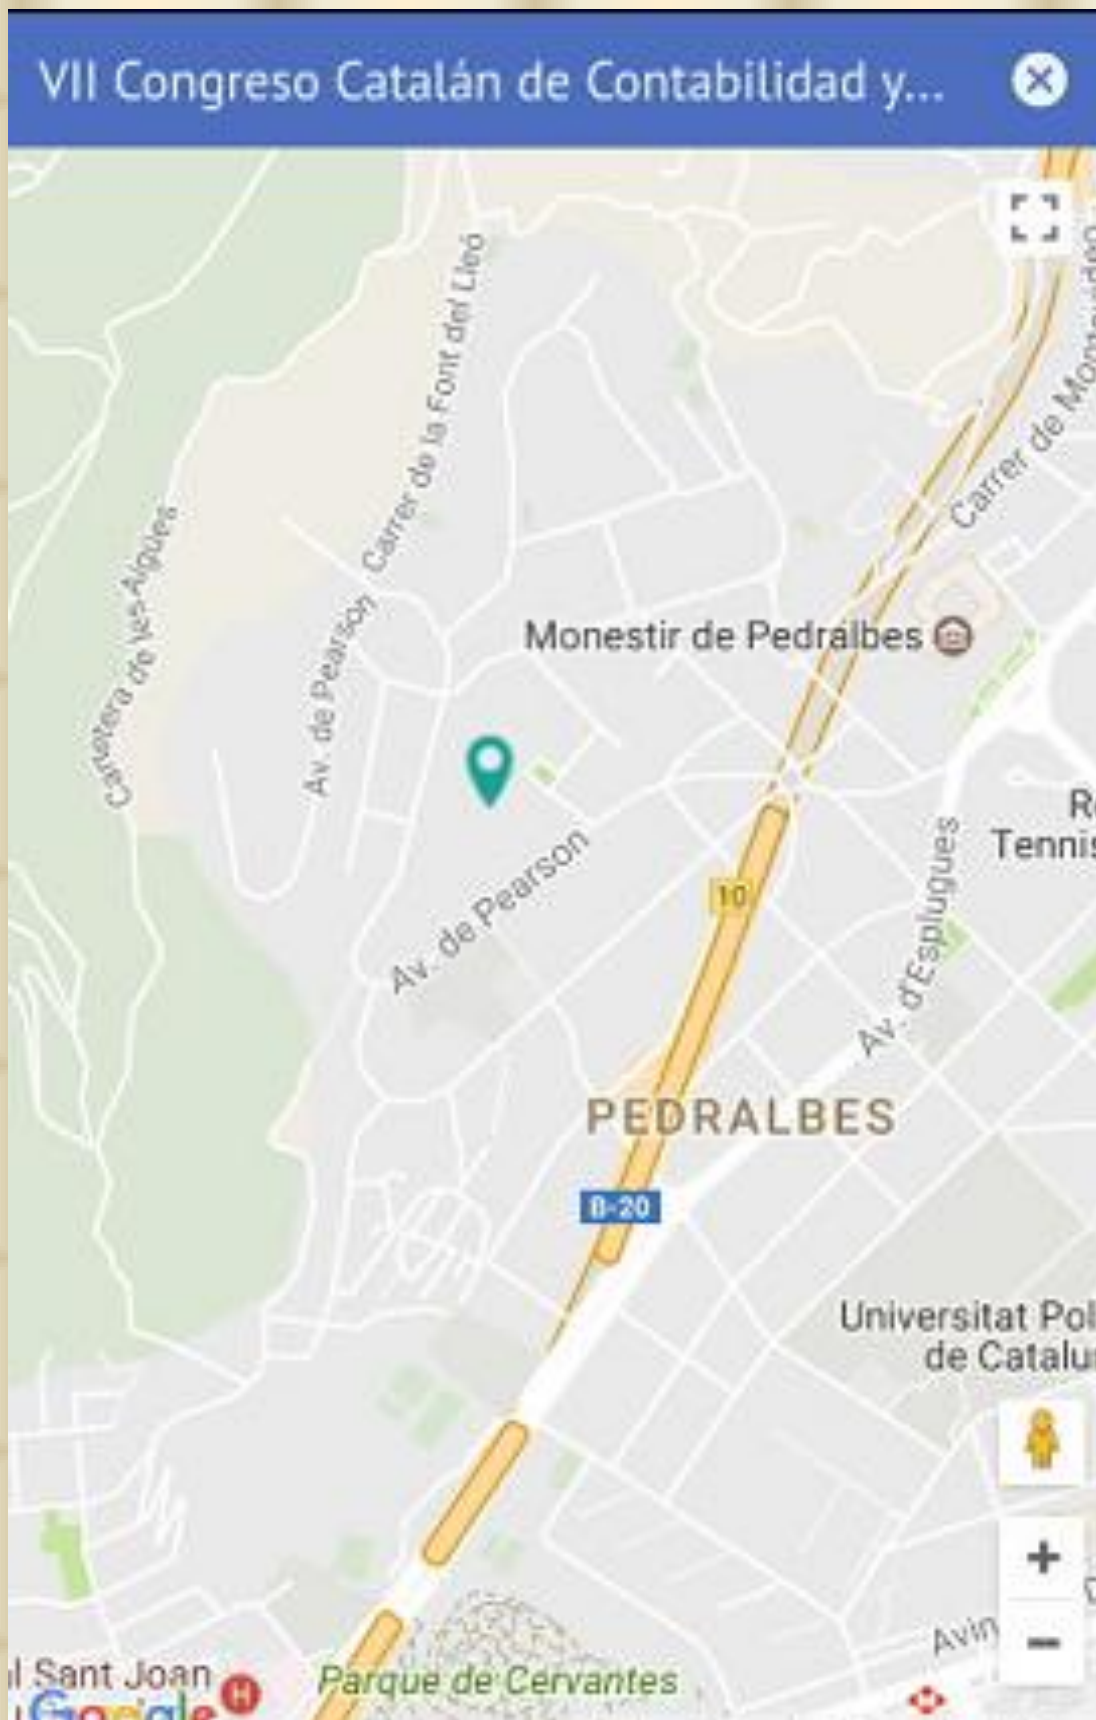 VII Congreso Catalán de Contabilidad y...
Carrer de la Font del Lleó
Carrer de
Carretera de les Aigües
Av. de Pearson
Monestir de Pedralbes
Tennis
10
Av. de Pearson
Av. d'Esplugues
PEDRALBES
B-20
Universitat Pol
de Catalu
+
Avin
−
l Sant Joan
H
Parque de Cervantes
Google